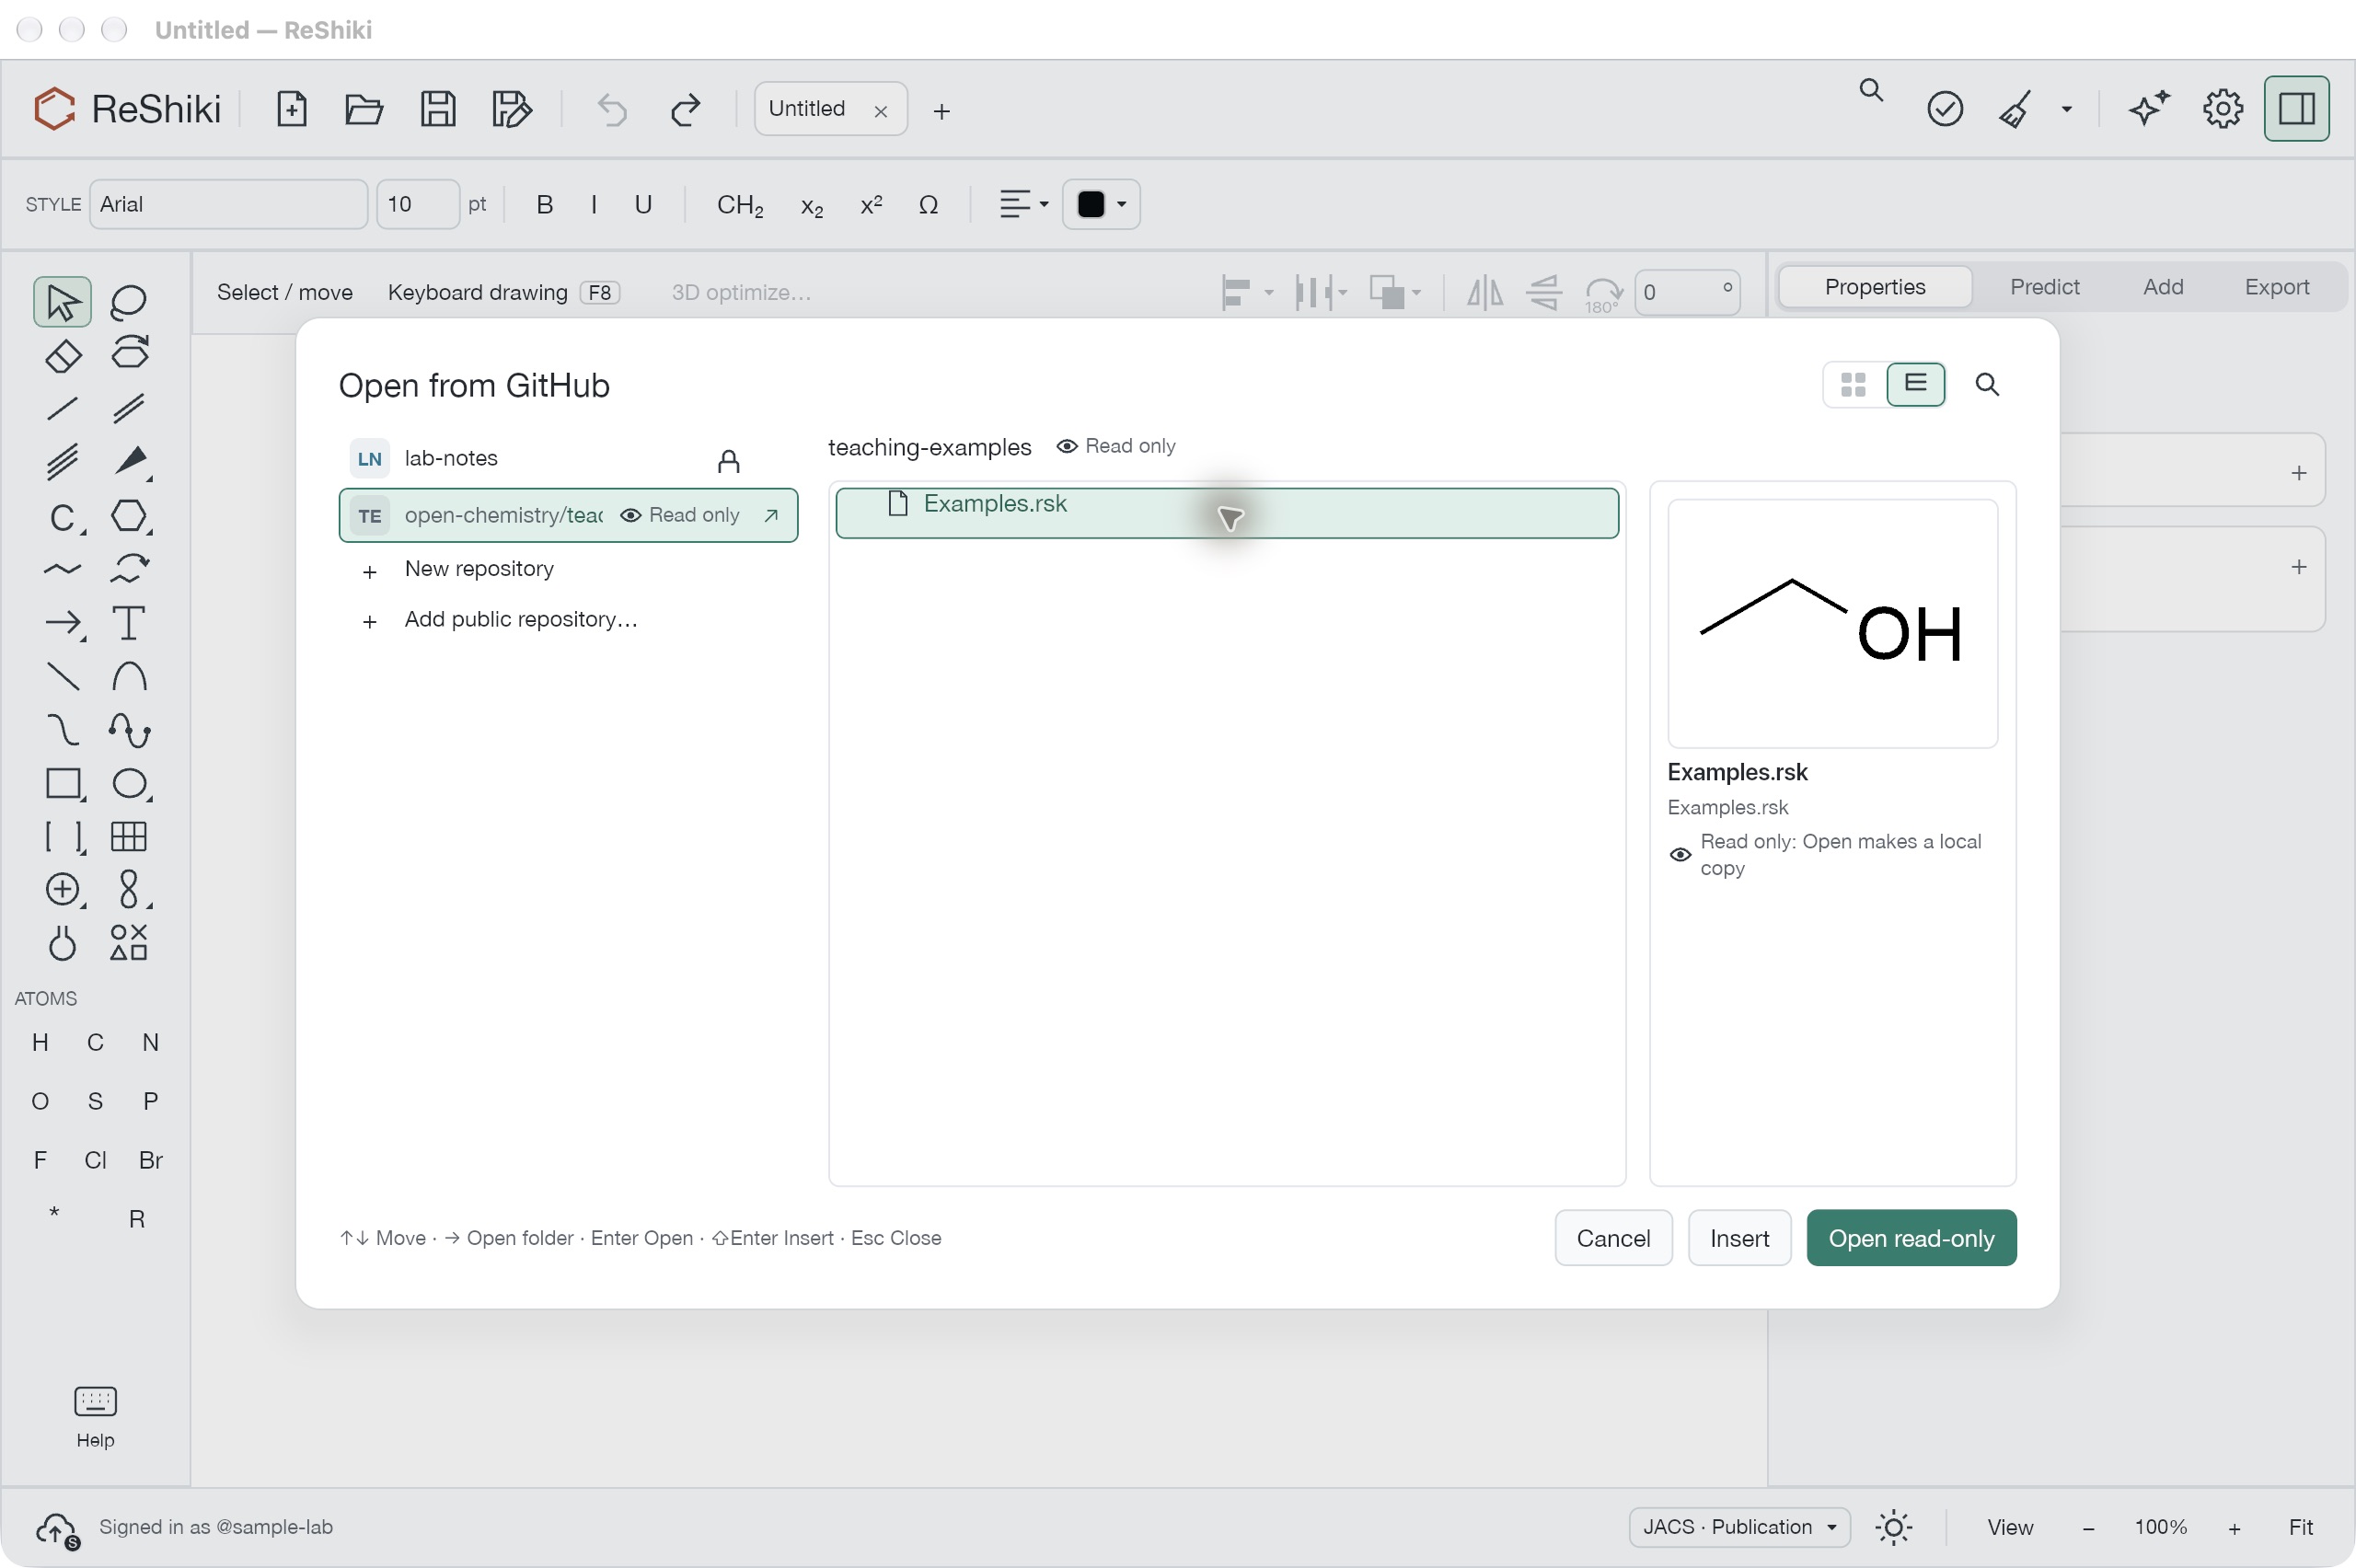 Untitled — ReShiki
ReShiki
Untitled
STYLE Arial 10 pt B I U CH₂ x₂ x² Ω
Select / move Keyboard drawing F8 3D optimize… 180° 0 °
Properties Predict Add Export
Open from GitHub
LN lab-notes
TE open-chemistry/teac Read only
New repository
Add public repository…
teaching-examples Read only
Examples.rsk
OH
Examples.rsk
Examples.rsk
Read only: Open makes a local
copy
↑↓ Move · → Open folder · Enter Open · ⇧Enter Insert · Esc Close
Cancel Insert Open read-only
C
T
ATOMS
H C N
O S P
F Cl Br
* R
Help
S
Signed in as @sample-lab
JACS · Publication View − 100% + Fit